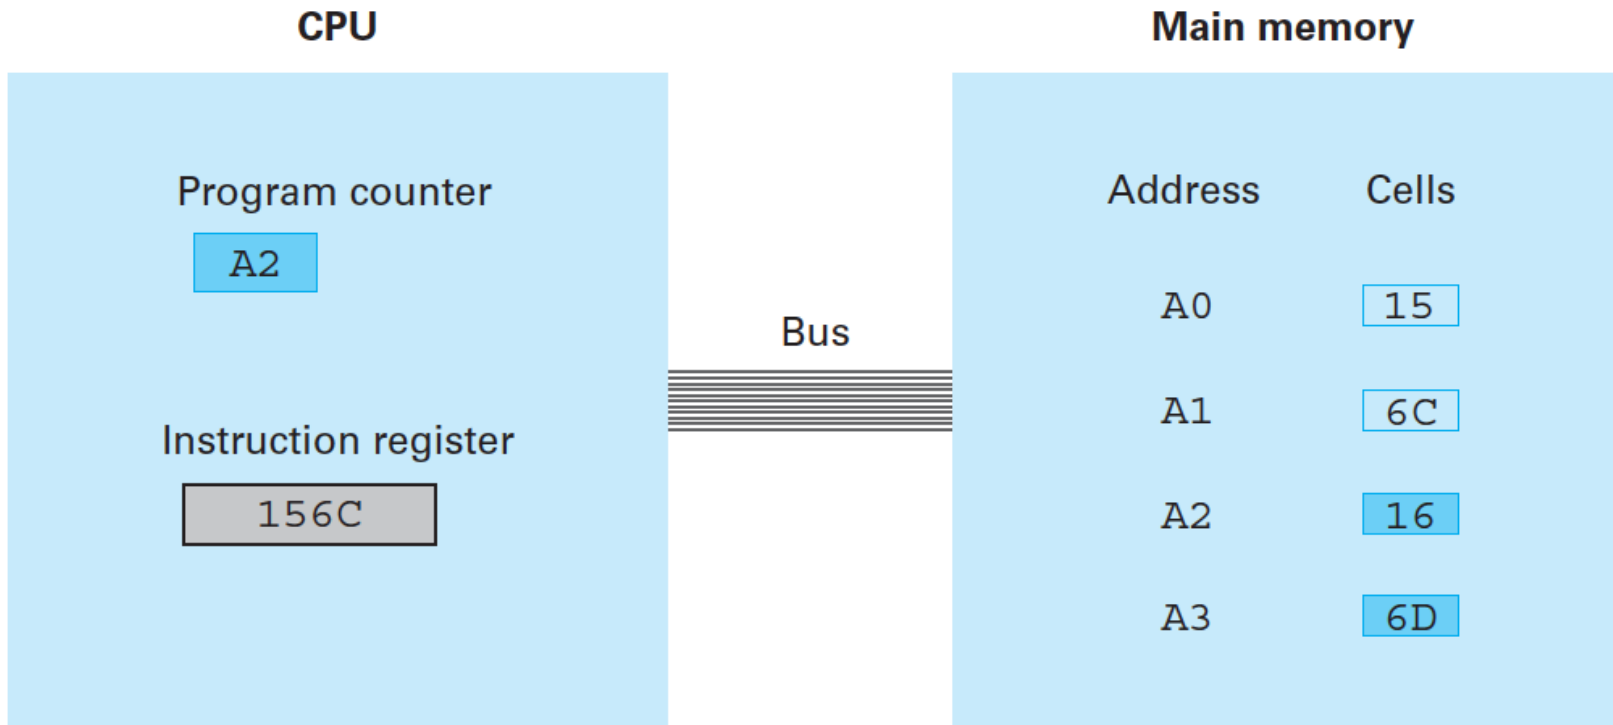 CPU
Main memory
Program counter
A2
Instruction register
156C
Bus
Address Cells
A0 15
A1 6C
A2 16
A3 6D